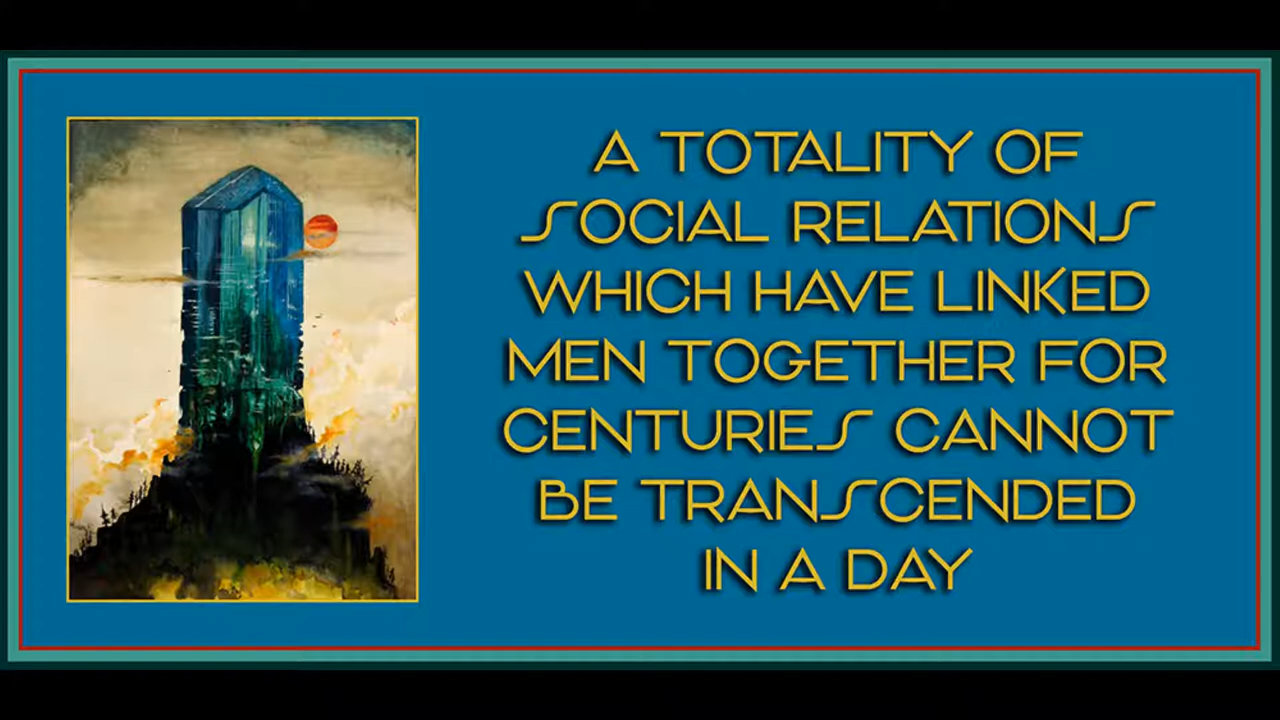 A TOTALITY OF
SOCIAL RELATIONS
WHICH HAVE LINKED
MEN TOGETHER FOR
CENTURIES CANNOT
BE TRANSCENDED
IN A DAY